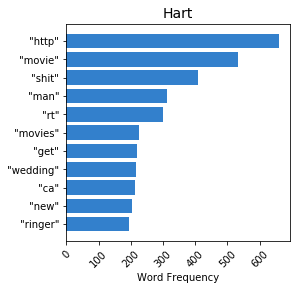 Hart
"http"
"movie"
"shit"
"man"
"rt"
"movies"
"get"
"wedding"
"ca"
"new"
"ringer"
0 100 200 300 400 500 600
Word Frequency